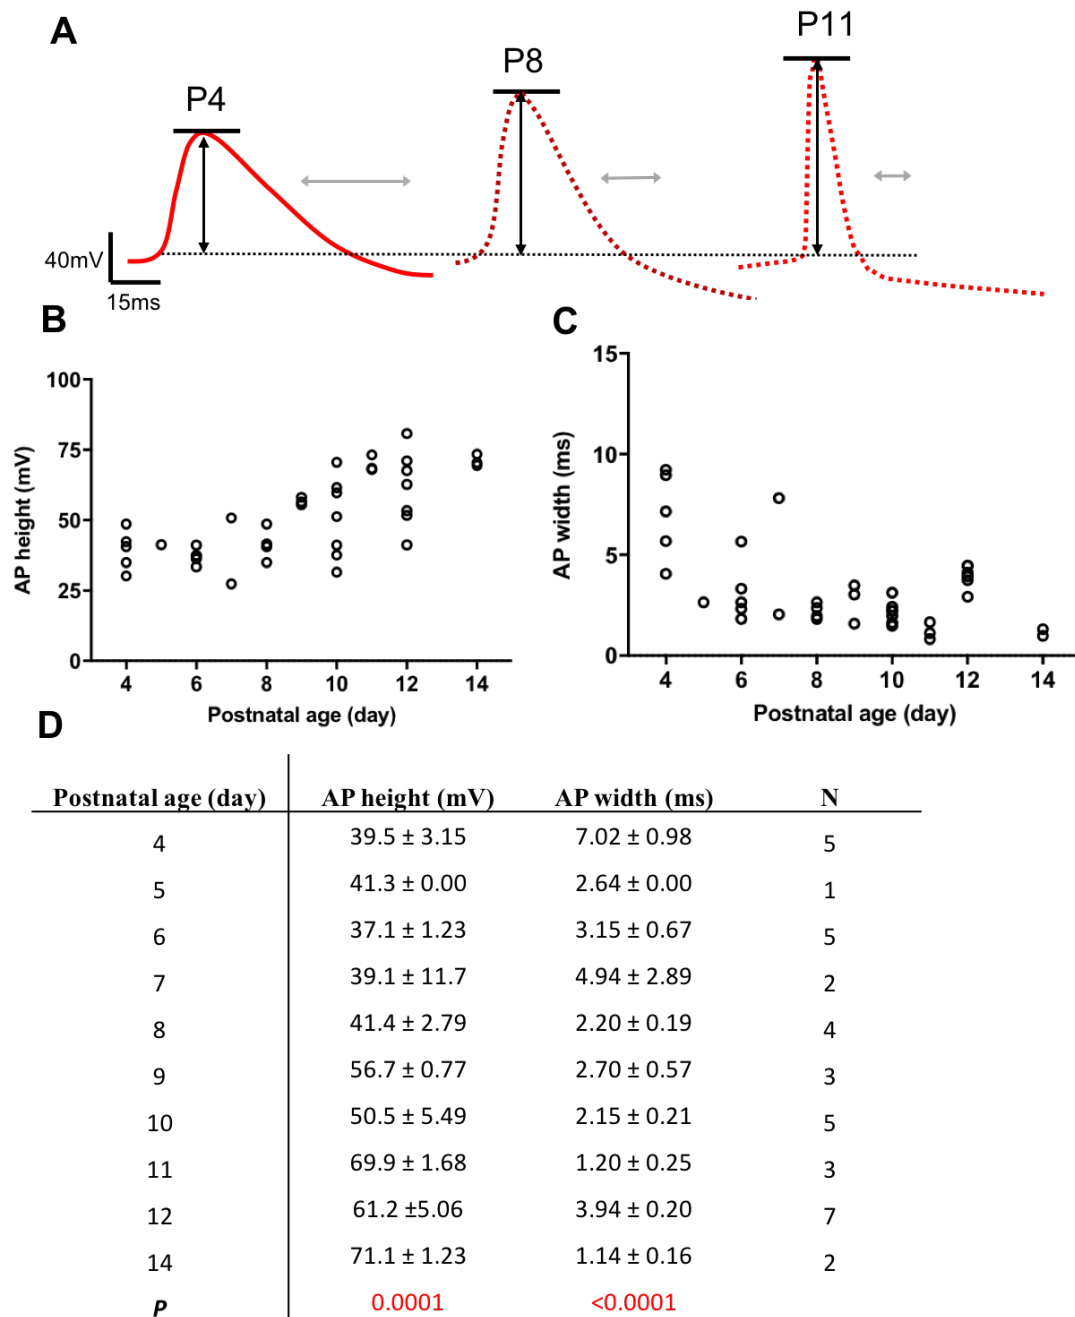 A
P4
P8
P11
40mV
15ms
B
100
75
50
25
0
AP height (mV)
4 6 8 10 12 14
Postnatal age (day)
C
15
10
5
0
AP width (ms)
4 6 8 10 12 14
Postnatal age (day)
D
Postnatal age (day) AP height (mV) AP width (ms) N
4 39.5 ± 3.15 7.02 ± 0.98 5
5 41.3 ± 0.00 2.64 ± 0.00 1
6 37.1 ± 1.23 3.15 ± 0.67 5
7 39.1 ± 11.7 4.94 ± 2.89 2
8 41.4 ± 2.79 2.20 ± 0.19 4
9 56.7 ± 0.77 2.70 ± 0.57 3
10 50.5 ± 5.49 2.15 ± 0.21 5
11 69.9 ± 1.68 1.20 ± 0.25 3
12 61.2 ±5.06 3.94 ± 0.20 7
14 71.1 ± 1.23 1.14 ± 0.16 2
P 0.0001 <0.0001